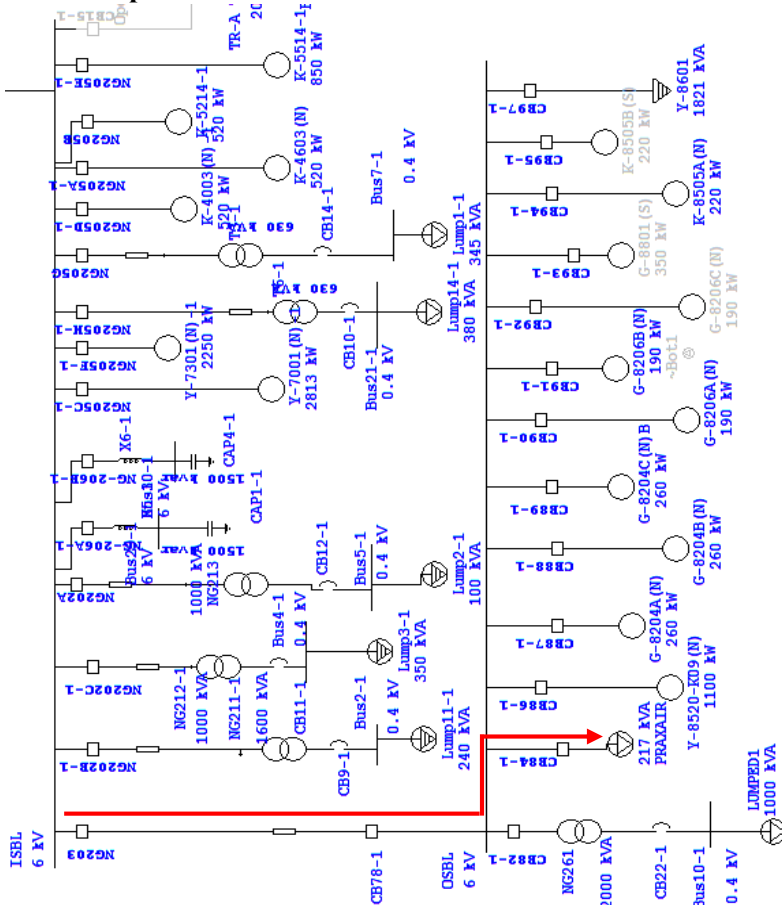 CB15-1
TR-A
K-5514-1
850 kW
NG205E-1
K-5214-1
520 kW
NG205B
K-4603(N)
520 kW
NG205A-1
K-4003(N)-1
520 kW
NG205D-1
Bus7-1
0.4 kV
CB14-1
630 kVA
NG205G
Lump1-1
345 kVA
630 kVA
NG205H-1
CB10-1
Bus21-1
0.4 kV
Lump14-1
380 kVA
Y-7301(N)-1
2250 kW
NG205F-1
Y-7001(N)-1
2813 kW
NG205C-1
X6-1
CAP4-1
1500 kvar
NG-206B-1
6 kV
CAP1-1
1500 kvar
NG-206A-1
6 kV
1000 kVA
NG213
CB12-1
Bus5-1
0.4 kV
Lump2-1
100 kVA
NG202A
Bus4-1
0.4 kV
Lump3-1
350 kVA
NG202C-1
NG212-1
1000 kVA
NG211-1
1600 kVA
CB11-1
Bus2-1
0.4 kV
Lump11-1
240 kVA
NG202B-1
CB9-1
ISBL
6 kV
NG203
CB78-1
OSBL
6 kV
Y-8601
1821 kVA
CB97-1
K-8505B(S)
220 kW
CB95-1
K-8505A(N)
220 kW
CB94-1
G-8801(S)
350 kW
CB93-1
G-8206C(N)
190 kW
CB92-1
G-8206B(N)
190 kW
~Bot1
@
CB91-1
G-8206A(N)
190 kW
CB90-1
G-8204C(N)B
260 kW
CB89-1
G-8204B(N)
260 kW
CB88-1
G-8204A(N)
260 kW
CB87-1
Y-8520-K09(N)
1100 kW
CB86-1
217 kVA
PRAXAIR
CB84-1
CB82-1
NG261
2000 kVA
CB22-1
Bus10-1
0.4 kV
LUMPED1
1000 kVA